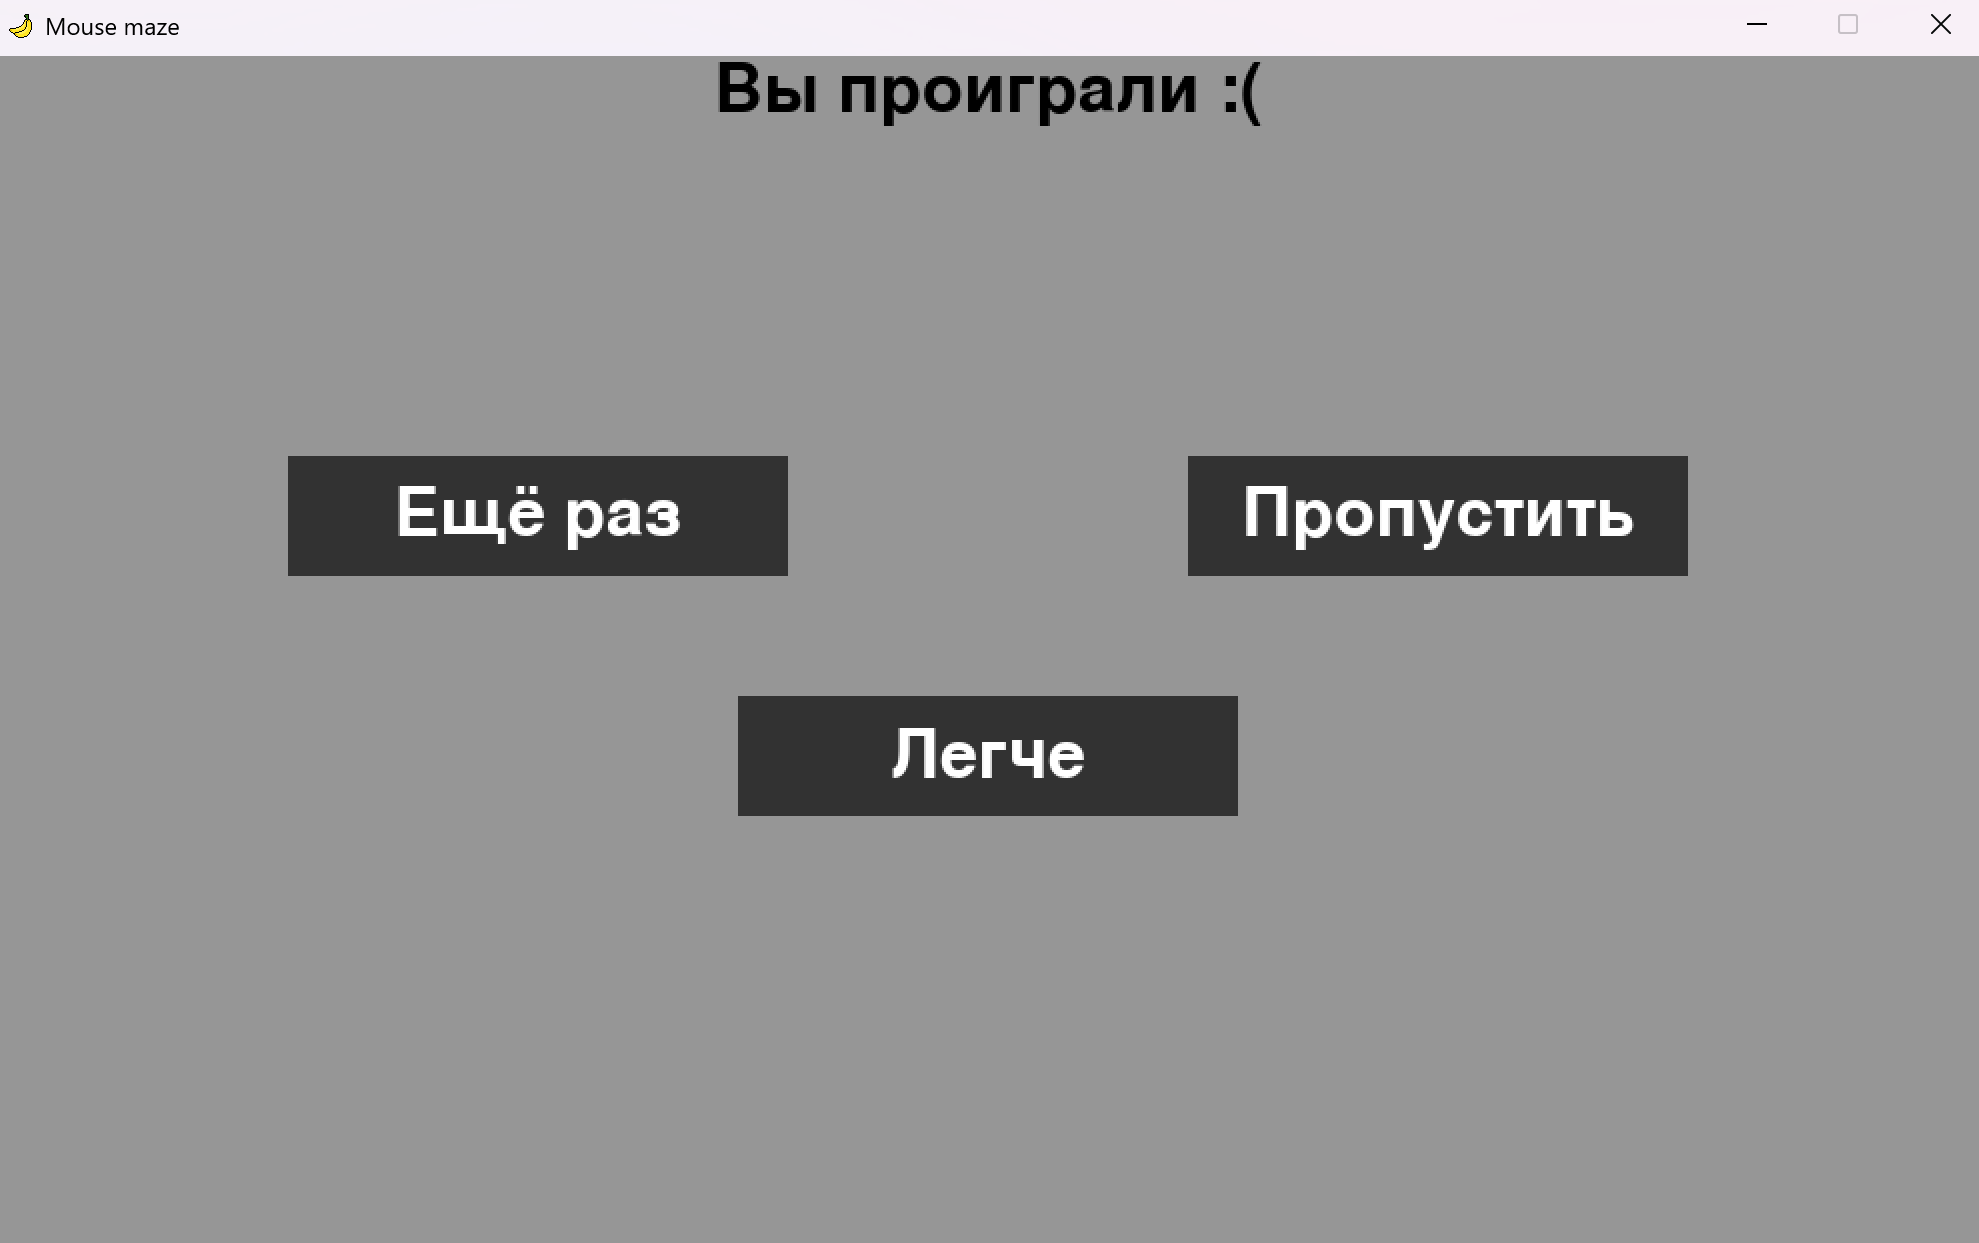 Mouse maze
Вы проиграли :(
Ещё раз
Пропустить
Легче